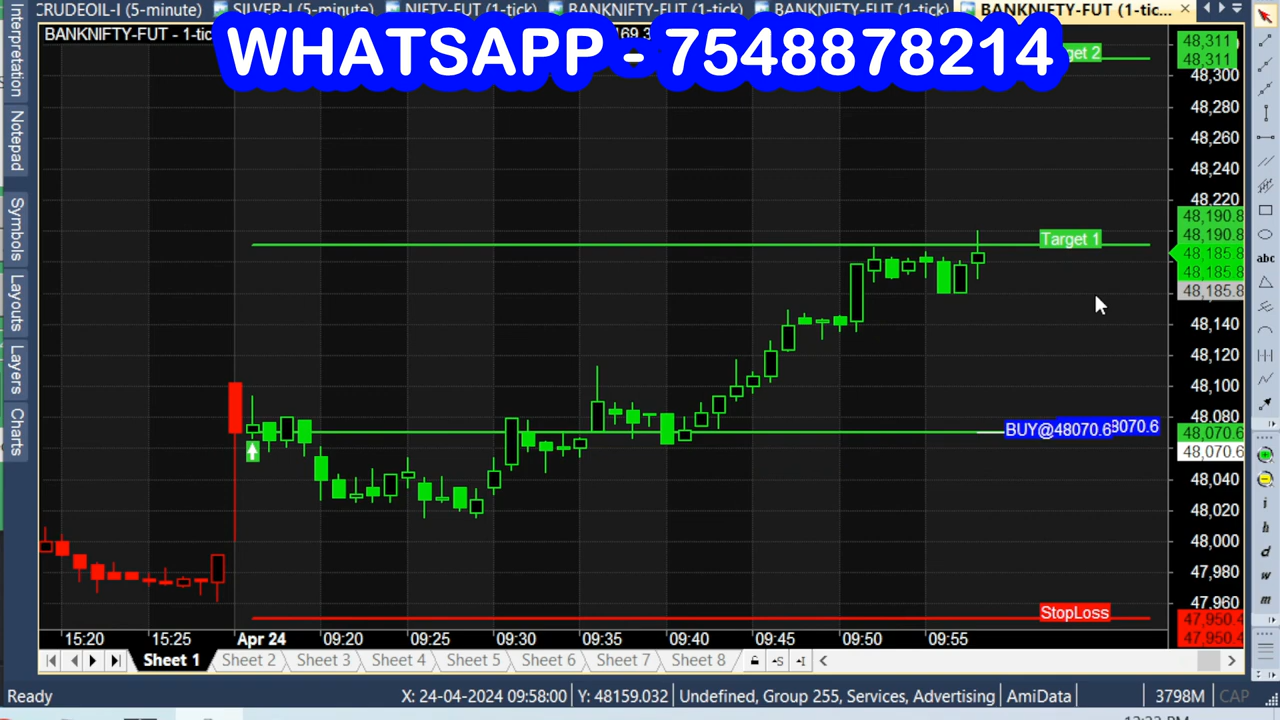 CRUDEOIL-I (5-minute)
SILVER-I (5-minute)
NIFTY-FUT (1-tick)
BANKNIFTY-FUT (1-tick)
BANKNIFTY-FUT (1-tick)
BANKNIFTY-FUT (1-tic...
BANKNIFTY-FUT - 1-tic
WHATSAPP - 7548878214
Interpretation
Notepad
Symbols
Layouts
Layers
Charts
get 2
Target 1
BUY@48070.6
8070.6
StopLoss
48,311
48,311
48,300
48,280
48,260
48,240
48,220
48,190.8
48,190.8
48,185.8
48,185.8
48,185.8
48,140
48,120
48,100
48,080
48,070.6
48,070.6
48,040
48,020
48,000
47,980
47,960
47,950.4
47,950.4
abc
i
h
d
w
m
15:20
15:25
Apr 24
09:20
09:25
09:30
09:35
09:40
09:45
09:50
09:55
Sheet 1
Sheet 2
Sheet 3
Sheet 4
Sheet 5
Sheet 6
Sheet 7
Sheet 8
Ready
X: 24-04-2024 09:58:00
Y: 48159.032
Undefined, Group 255, Services, Advertising
AmiData
3798M
CAP